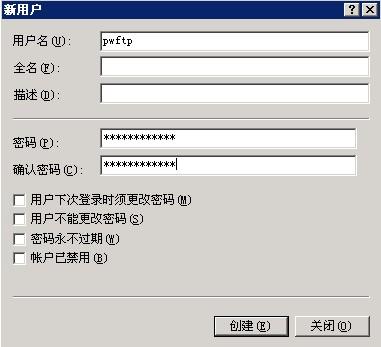 新用户
用户名(U):
pwftp
全名(F):
描述(D):
密码(P):
************
确认密码(C):
************
用户下次登录时须更改密码(M)
用户不能更改密码(S)
密码永不过期(W)
帐户已禁用(B)
创建(E)
关闭(O)